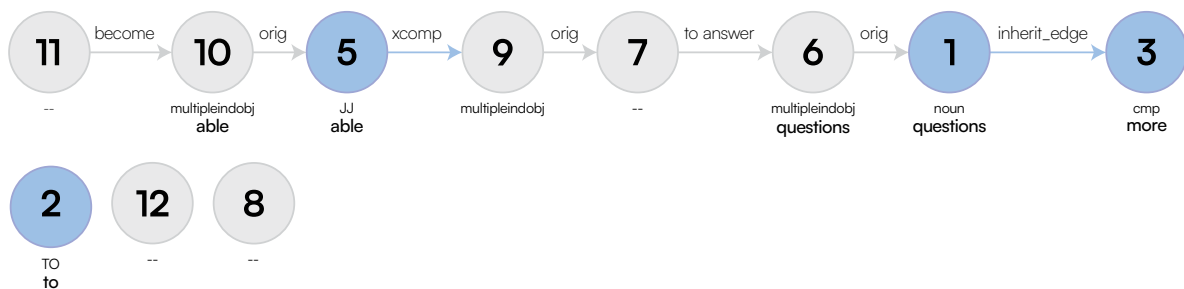 become orig xcomp orig to answer orig inherit_edge
11 10 5 9 7 6 1 3
-- multipleindobj JJ multipleindobj -- multipleindobj noun cmp
able able questions questions more
2 12 8
TO -- --
to